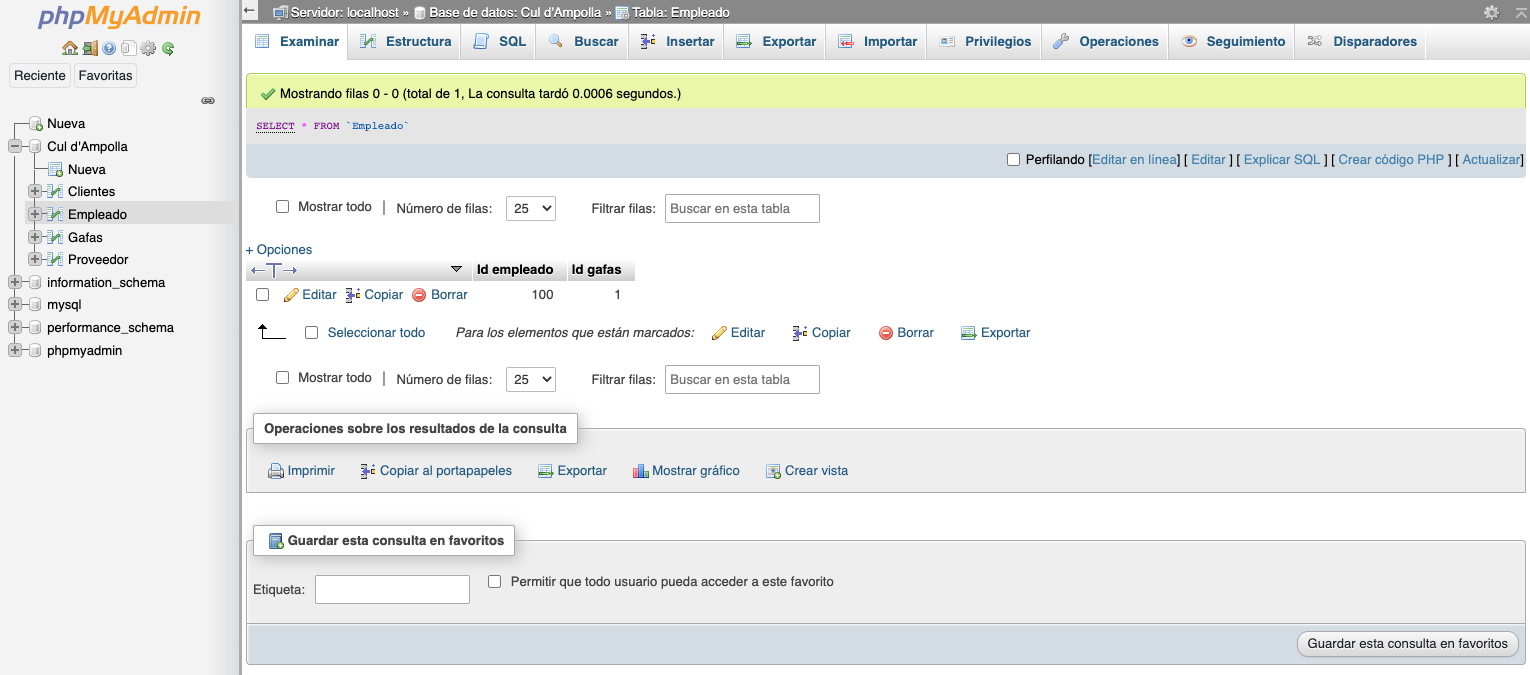 phpMyAdmin
Reciente Favoritas
Nueva
Cul d'Ampolla
Nueva
Clientes
Empleado
Gafas
Proveedor
information_schema
mysql
performance_schema
phpmyadmin
Servidor: localhost » Base de datos: Cul d'Ampolla » Tabla: Empleado
Examinar Estructura SQL Buscar Insertar Exportar Importar Privilegios Operaciones Seguimiento Disparadores
Mostrando filas 0 - 0 (total de 1, La consulta tardó 0.0006 segundos.)
SELECT * FROM `Empleado`
Perfilando [Editar en línea] [ Editar ] [ Explicar SQL ] [ Crear código PHP ] [ Actualizar]
Mostrar todo | Número de filas: 25 Filtrar filas: Buscar en esta tabla
+ Opciones
←T→ Id empleado Id gafas
Editar Copiar Borrar 100 1
Seleccionar todo Para los elementos que están marcados: Editar Copiar Borrar Exportar
Mostrar todo | Número de filas: 25 Filtrar filas: Buscar en esta tabla
Operaciones sobre los resultados de la consulta
Imprimir Copiar al portapapeles Exportar Mostrar gráfico Crear vista
Guardar esta consulta en favoritos
Etiqueta: Permitir que todo usuario pueda acceder a este favorito
Guardar esta consulta en favoritos